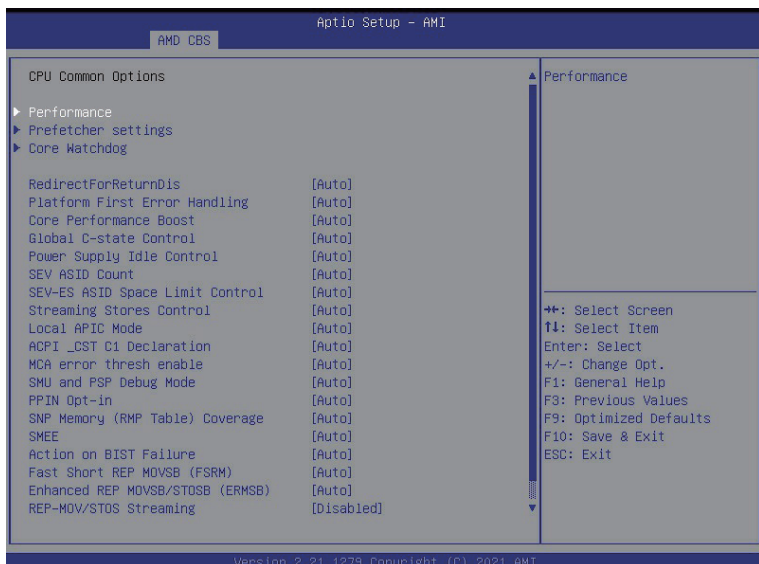 Aptio Setup – AMI
AMD CBS
CPU Common Options
Performance
Prefetcher settings
Core Watchdog
RedirectForReturnDis [Auto]
Platform First Error Handling [Auto]
Core Performance Boost [Auto]
Global C-state Control [Auto]
Power Supply Idle Control [Auto]
SEV ASID Count [Auto]
SEV-ES ASID Space Limit Control [Auto]
Streaming Stores Control [Auto]
Local APIC Mode [Auto]
ACPI _CST C1 Declaration [Auto]
MCA error thresh enable [Auto]
SMU and PSP Debug Mode [Auto]
PPIN Opt-in [Auto]
SNP Memory (RMP Table) Coverage [Auto]
SMEE [Auto]
Action on BIST Failure [Auto]
Fast Short REP MOVSB (FSRM) [Auto]
Enhanced REP MOVSB/STOSB (ERMSB) [Auto]
REP-MOV/STOS Streaming [Disabled]
Performance
→←: Select Screen
↑↓: Select Item
Enter: Select
+/-: Change Opt.
F1: General Help
F3: Previous Values
F9: Optimized Defaults
F10: Save & Exit
ESC: Exit
Version 2.21.1279 Copyright (C) 2021 AMI